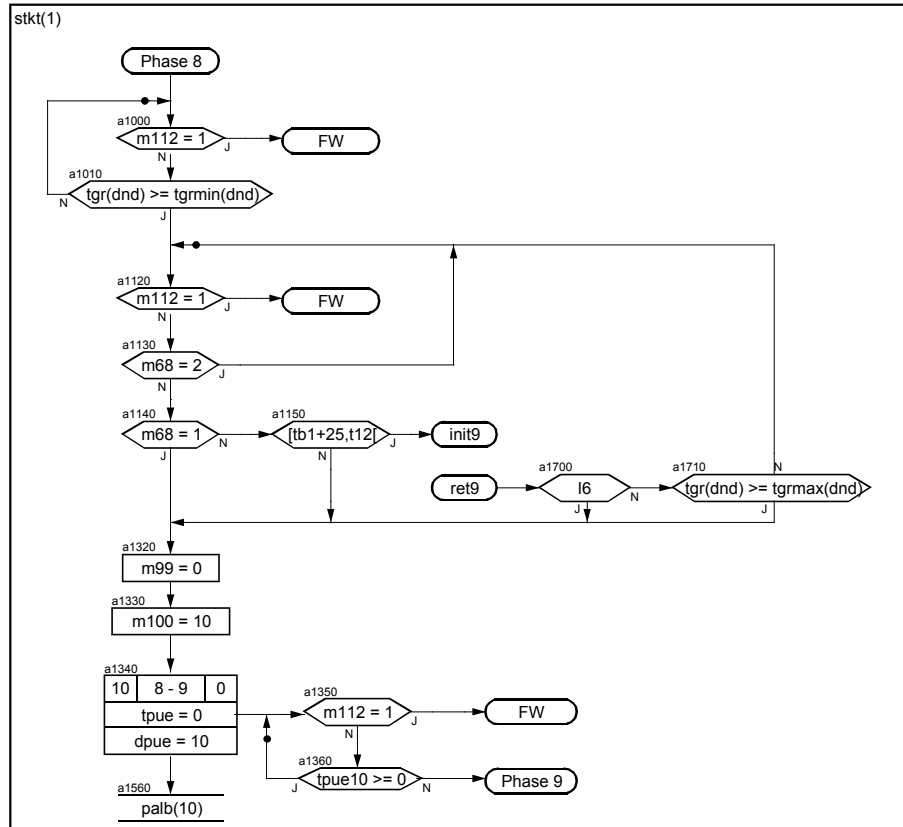 stkt(1)
Phase 8
a1000
m112 = 1
J
FW
N
a1010
tgr(dnd) >= tgrmin(dnd)
N
J
a1120
m112 = 1
J
FW
N
a1130
m68 = 2
J
N
a1140
m68 = 1
N
J
a1150
[tb1+25,t12[
J
init9
N
ret9
a1700
l6
N
J
a1710
N
tgr(dnd) >= tgrmax(dnd)
J
a1320
m99 = 0
a1330
m100 = 10
a1340
10 8 - 9 0
tpue = 0
dpue = 10
a1350
m112 = 1
J
FW
N
a1360
tpue10 >= 0
J
N
Phase 9
a1560
palb(10)